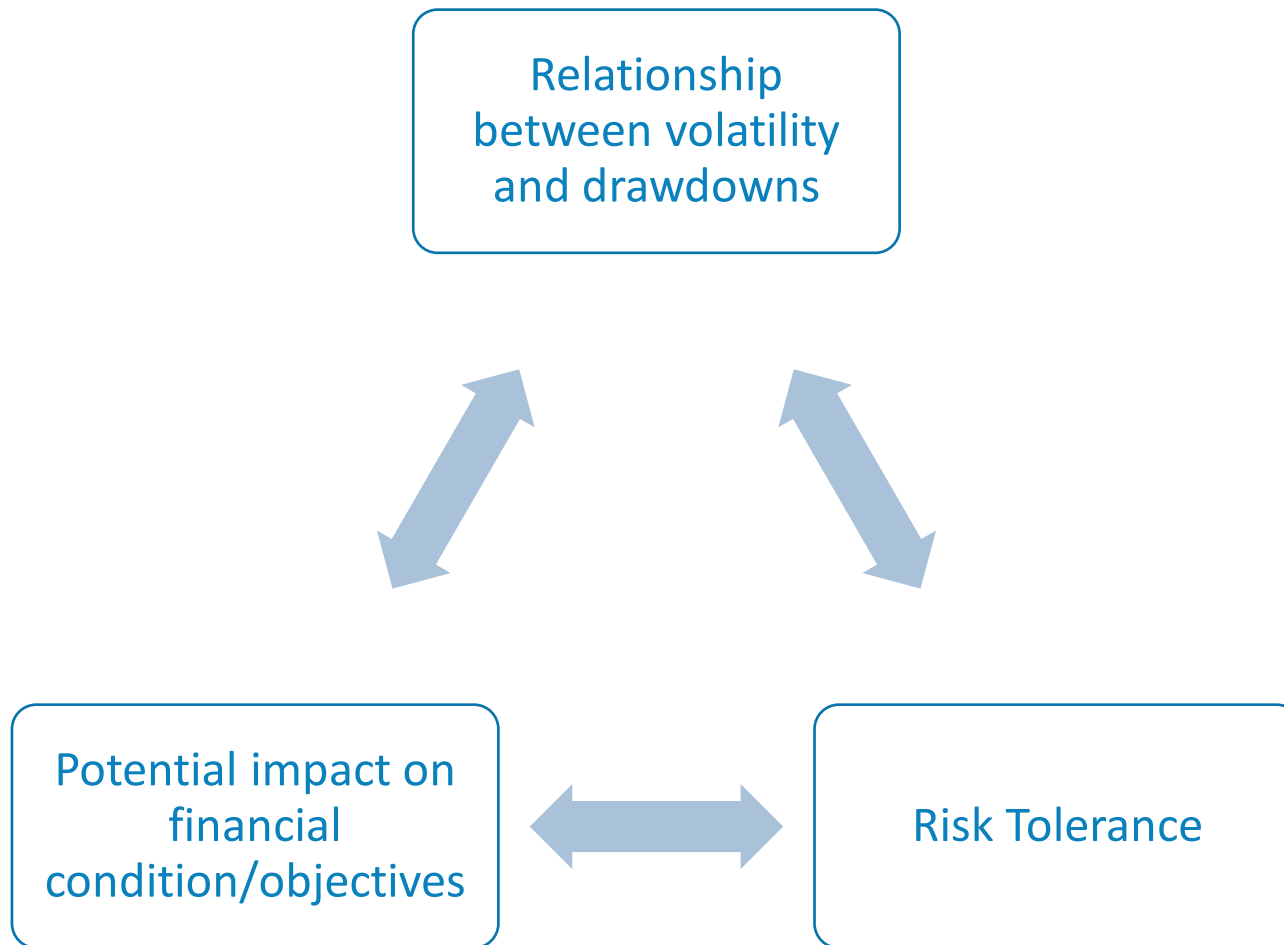 Relationship
between volatility
and drawdowns
Potential impact on
financial
condition/objectives
Risk Tolerance